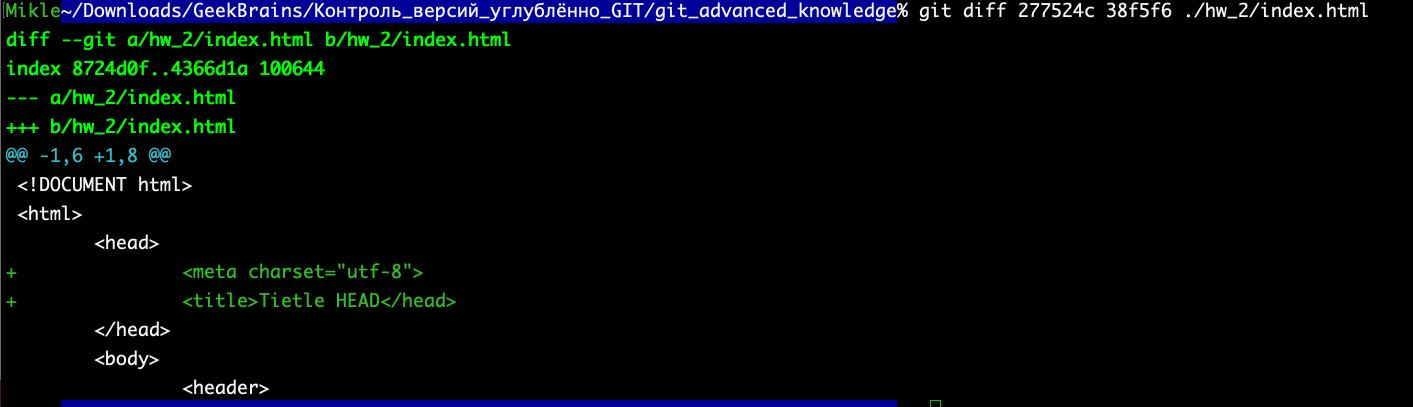 Mikle~/Downloads/GeekBrains/Контроль_версий_углублённо_GIT/git_advanced_knowledge% git diff 277524c 38f5f6 ./hw_2/index.html
diff --git a/hw_2/index.html b/hw_2/index.html
index 8724d0f..4366d1a 100644
--- a/hw_2/index.html
+++ b/hw_2/index.html
@@ -1,6 +1,8 @@
 <!DOCUMENT html>
 <html>
        <head>
+               <meta charset="utf-8">
+               <title>Tietle HEAD</head>
        </head>
        <body>
                <header>